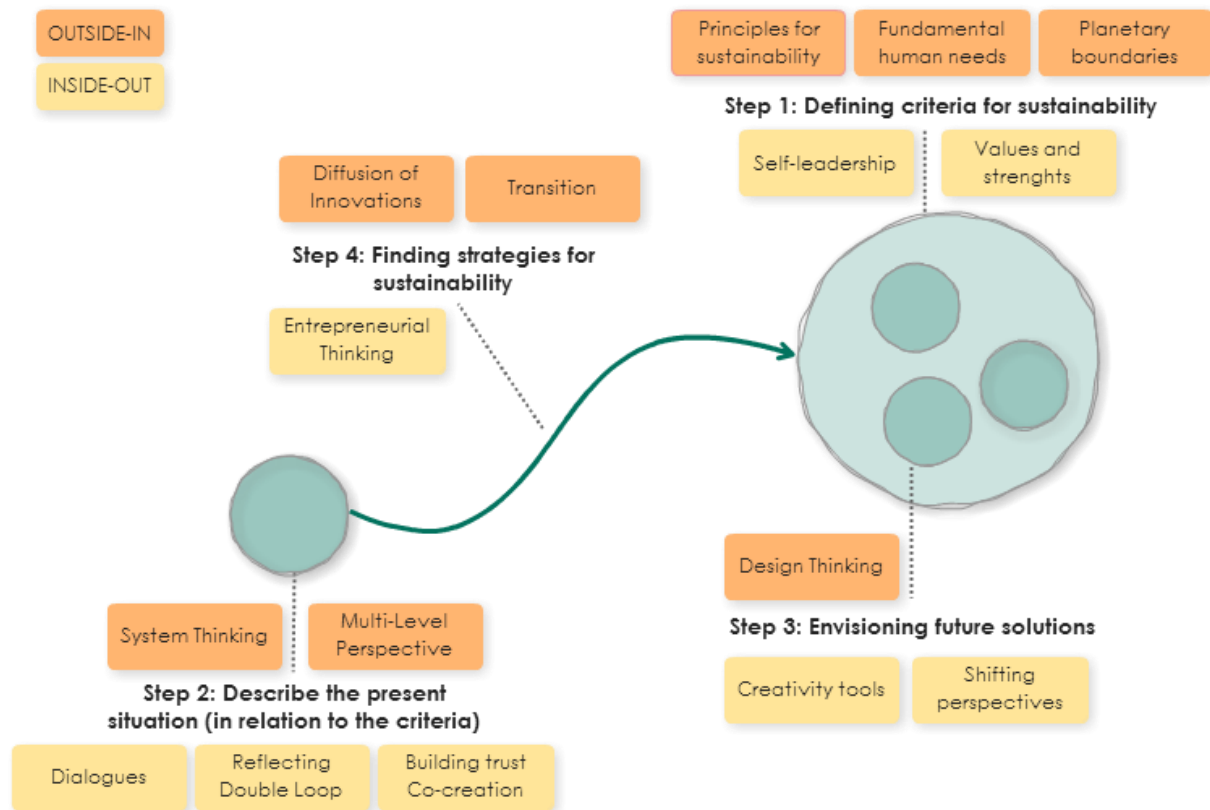 OUTSIDE-IN
INSIDE-OUT
Principles for
sustainability
Fundamental
human needs
Planetary
boundaries
Step 1: Defining criteria for sustainability
Self-leadership
Values and
strenghts
Diffusion of
Innovations
Transition
Step 4: Finding strategies for
sustainability
Entrepreneurial
Thinking
System Thinking
Multi-Level
Perspective
Step 2: Describe the present
situation (in relation to the criteria)
Dialogues
Reflecting
Double Loop
Building trust
Co-creation
Design Thinking
Step 3: Envisioning future solutions
Creativity tools
Shifting
perspectives